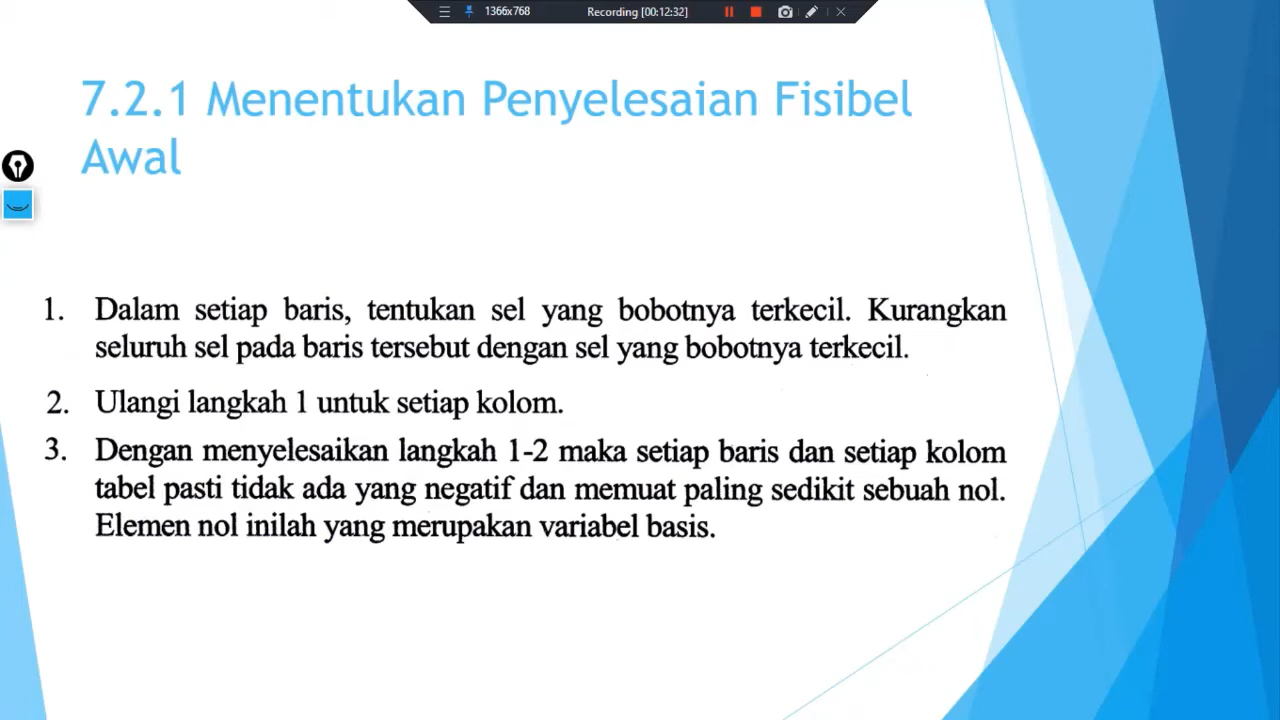 1366x768 Recording [00:12:32]
7.2.1 Menentukan Penyelesaian Fisibel
Awal
1. Dalam setiap baris, tentukan sel yang bobotnya terkecil. Kurangkan
seluruh sel pada baris tersebut dengan sel yang bobotnya terkecil.
2. Ulangi langkah 1 untuk setiap kolom.
3. Dengan menyelesaikan langkah 1-2 maka setiap baris dan setiap kolom
tabel pasti tidak ada yang negatif dan memuat paling sedikit sebuah nol.
Elemen nol inilah yang merupakan variabel basis.